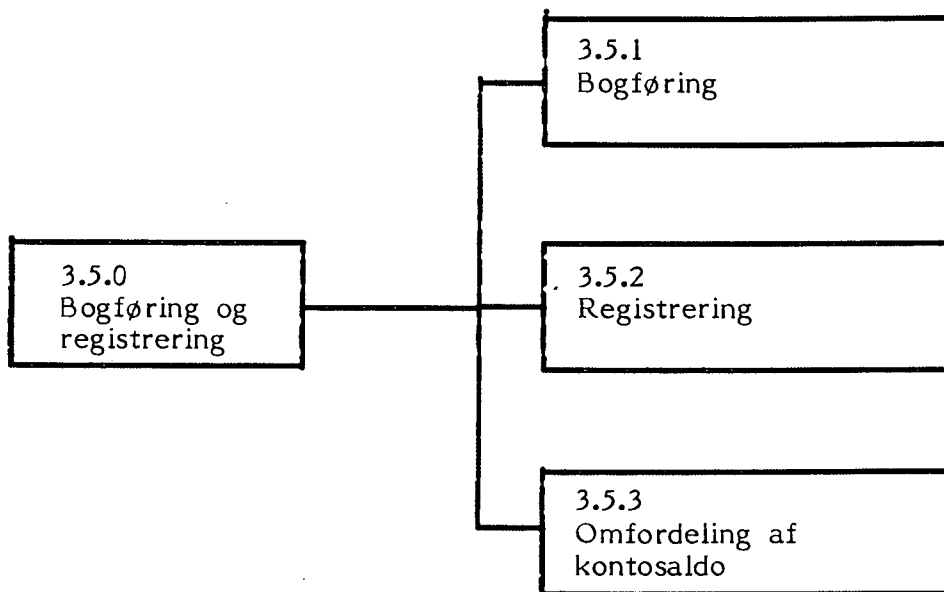 3.5.1
Bogføring
3.5.0
Bogføring og
registrering
3.5.2
Registrering
3.5.3
Omfordeling af
kontosaldo